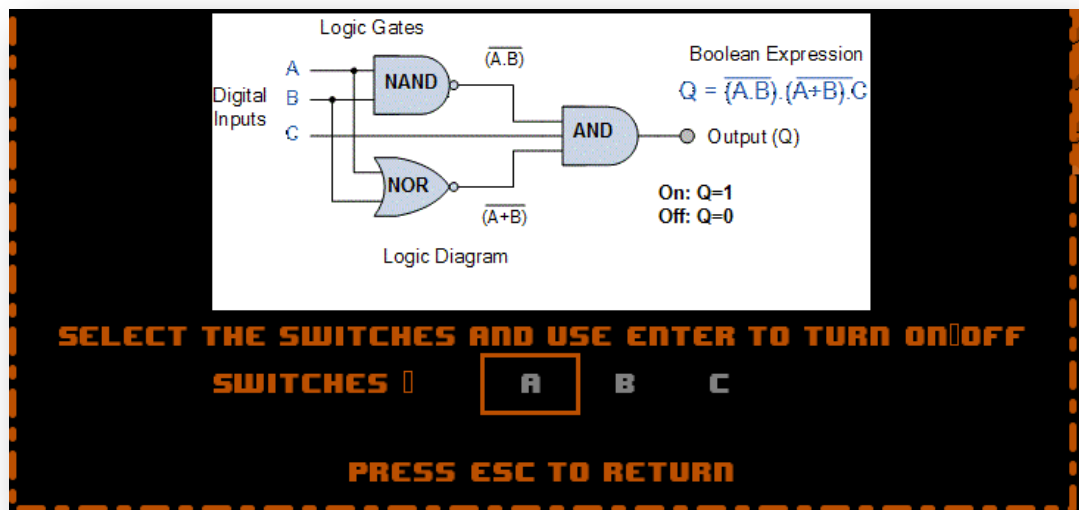 Logic Gates
A
B
C
Digital
Inputs
NAND
(A.B)
NOR
(A+B)
AND
Boolean Expression
Q = (A.B).(A+B).C
Output (Q)
On: Q=1
Off: Q=0
Logic Diagram
SELECT THE SWITCHES AND USE ENTER TO TURN ON▯OFF
SWITCHES ▯ A B C
PRESS ESC TO RETURN